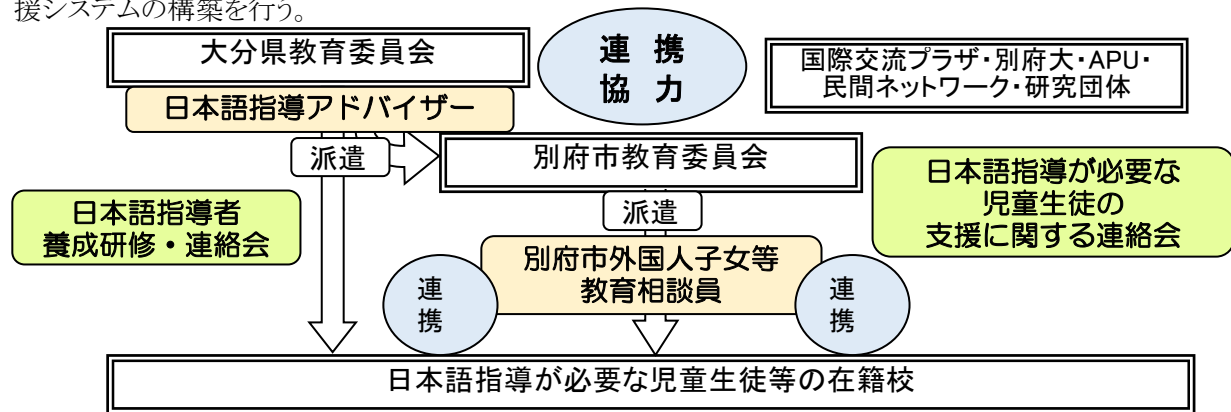 援システムの構築を行う。
大分県教育委員会
連 携
協 力
国際交流プラザ・別府大・APU・
民間ネットワーク・研究団体
日本語指導アドバイザー
派遣
別府市教育委員会
日本語指導が必要な
児童生徒の
支援に関する連絡会
日本語指導者
養成研修・連絡会
派遣
別府市外国人子女等
教育相談員
連
携
連
携
日本語指導が必要な児童生徒等の在籍校